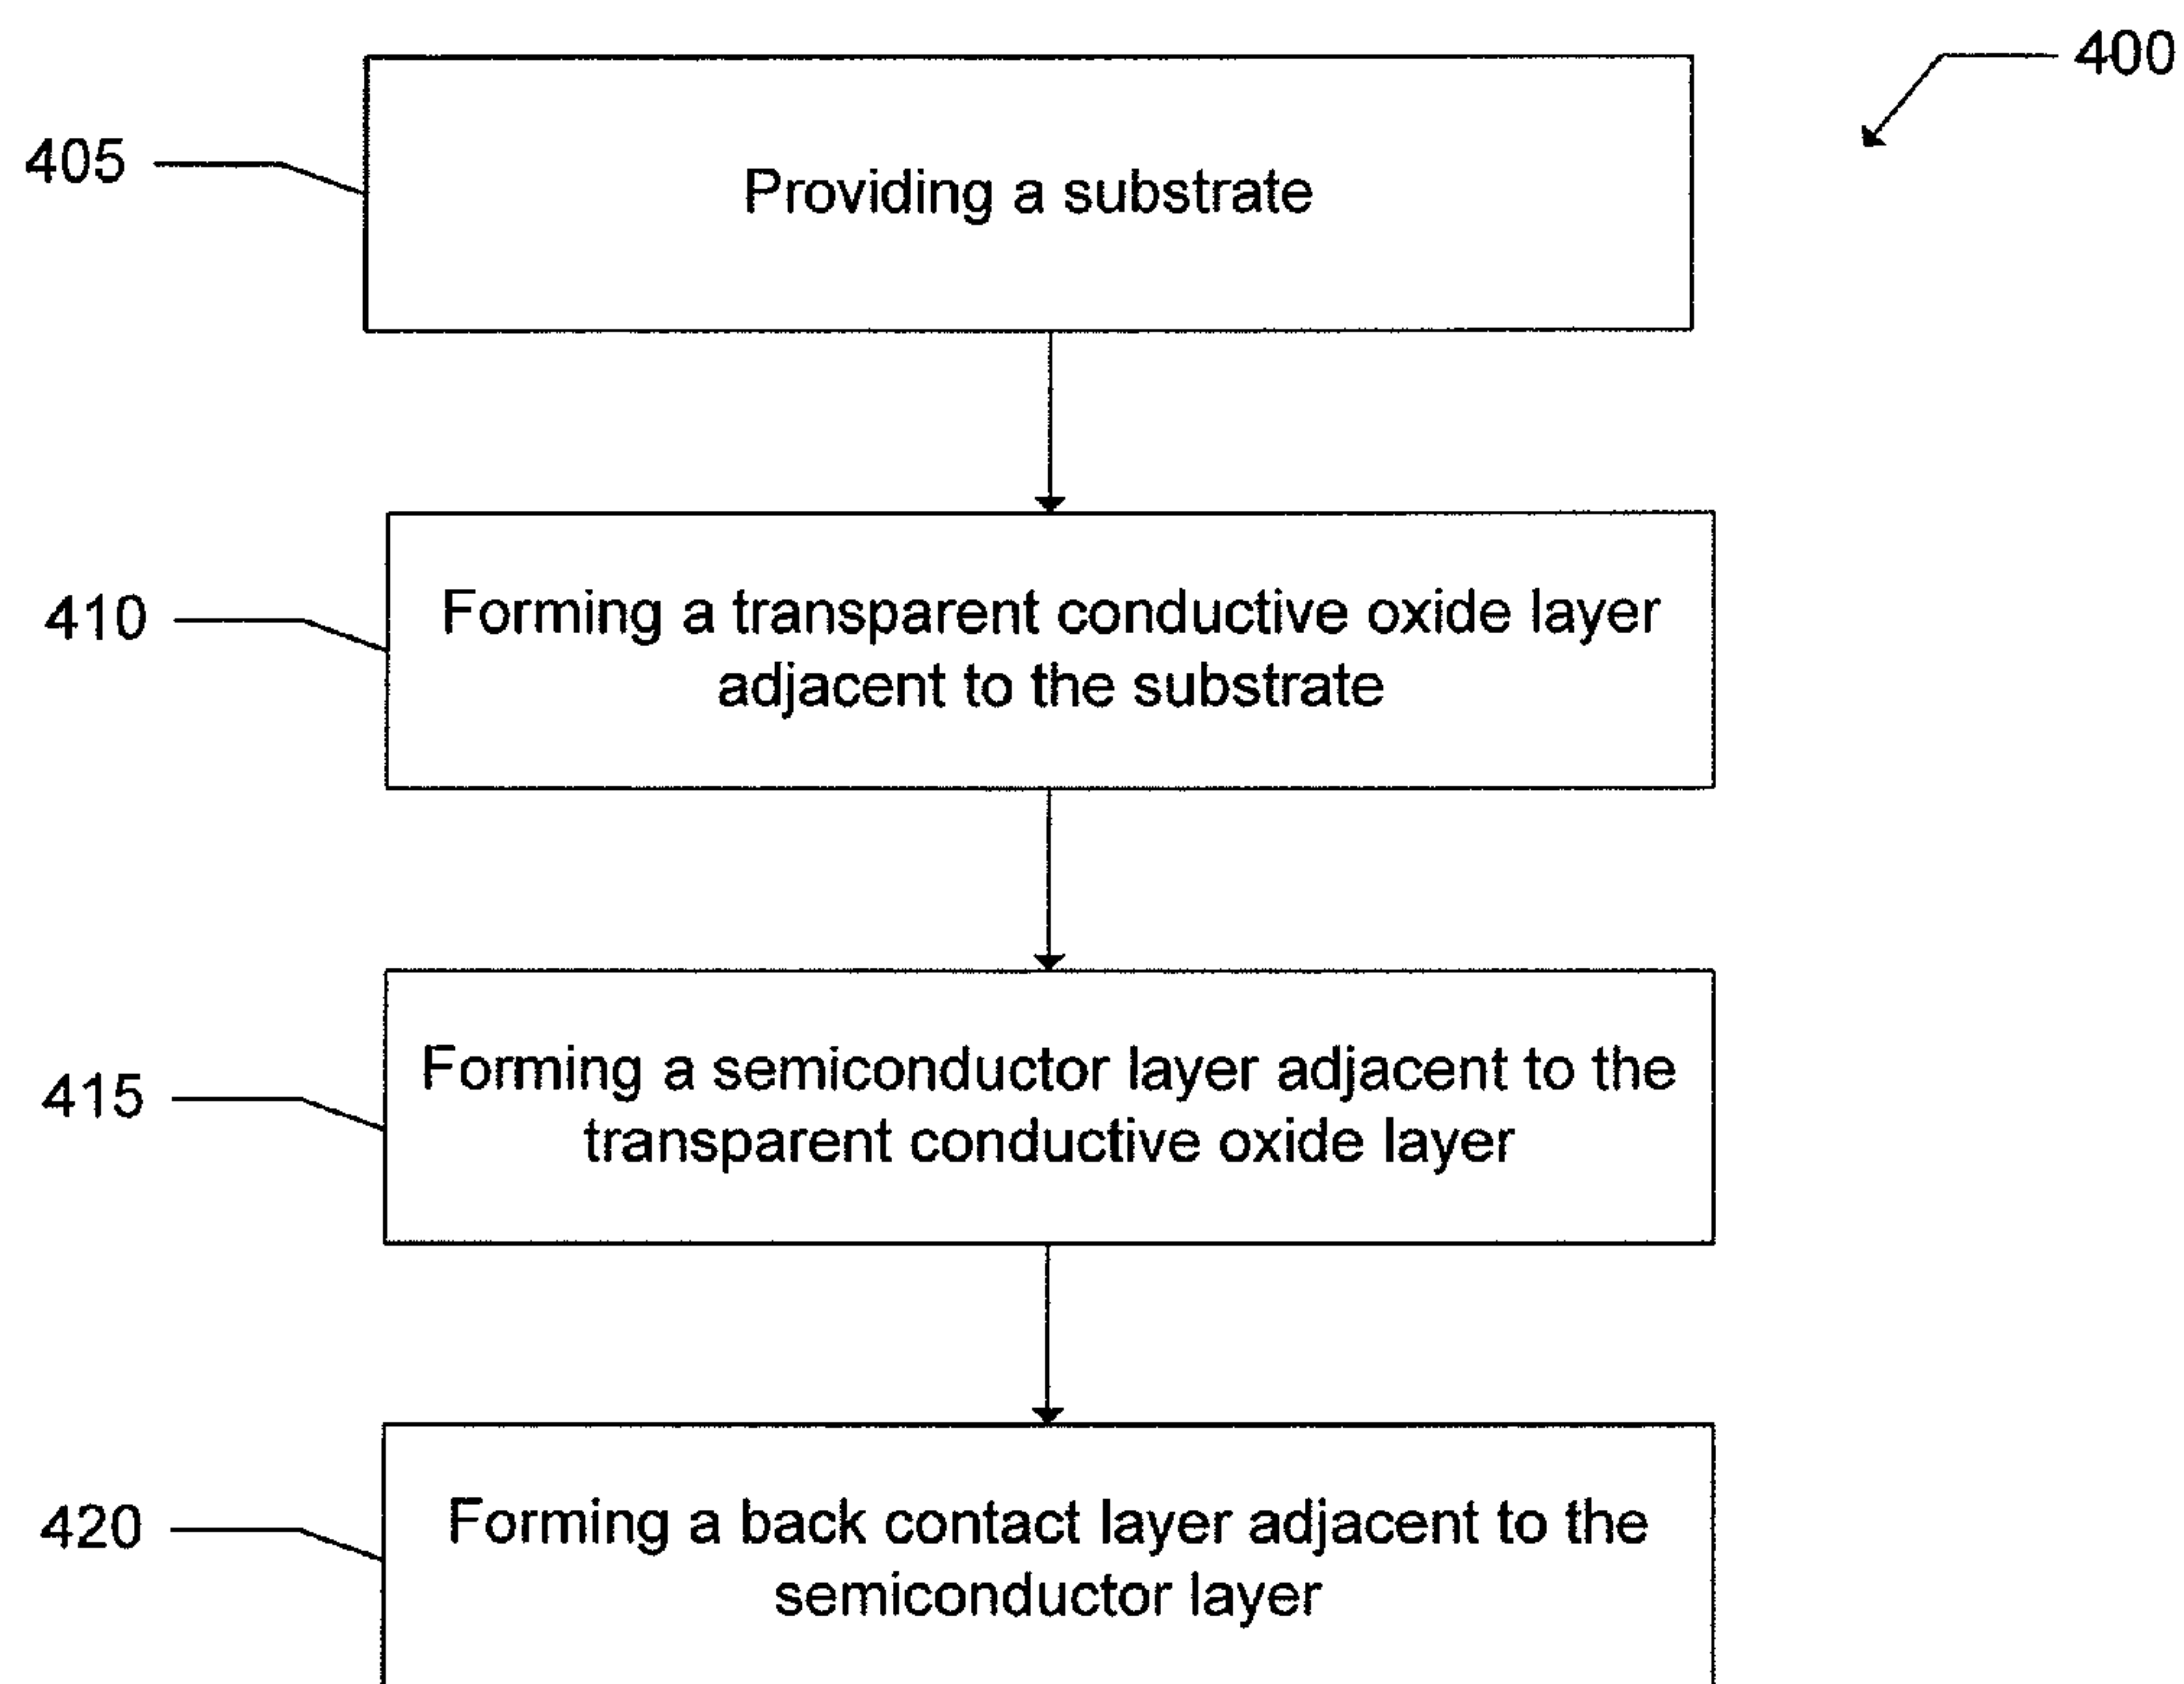 400
405
Providing a substrate
410
Forming a transparent conductive oxide layer
adjacent to the substrate
415
Forming a semiconductor layer adjacent to the
transparent conductive oxide layer
420
Forming a back contact layer adjacent to the
semiconductor layer